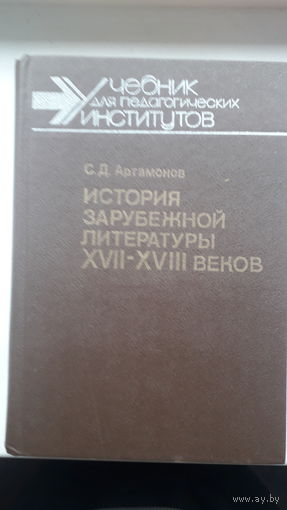 Учебник
для педагогических
институтов
С.Д. Артамонов
ИСТОРИЯ
ЗАРУБЕЖНОЙ
ЛИТЕРАТУРЫ
XVII-XVIII ВЕКОВ
www.ay.by